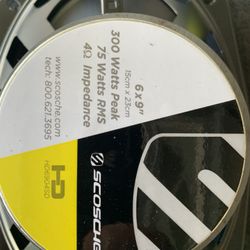 6 x 9"
15cm x 23cm
300 Watts Peak
75 Watts RMS
4Ω Impedance
www.scosche.com
tech: 800.621.3695
HD
HD6904SD
SCOSCHE